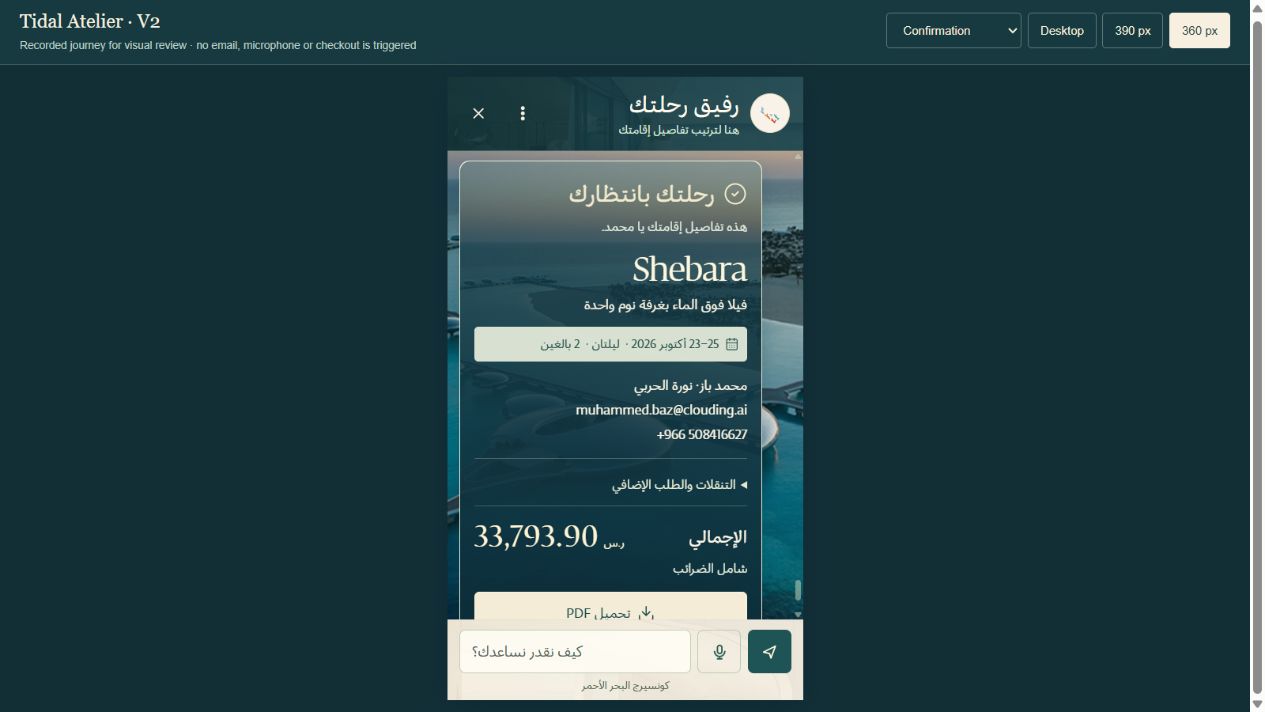 Tidal Atelier · V2
Recorded journey for visual review · no email, microphone or checkout is triggered
Confirmation
Desktop
390 px
360 px
رفيق رحلتك
هنا لترتيب تفاصيل إقامتك
رحلتك بانتظارك
هذه تفاصيل إقامتك يا محمد.
Shebara
فيلا فوق الماء بغرفة نوم واحدة
23–25 أكتوبر 2026 · ليلتان · 2 بالغين
محمد باز · نورة الحربي
muhammed.baz@clouding.ai
+966 508416627
التنقلات والطلب الإضافي
الإجمالي
33,793.90 ر.س
شامل الضرائب
تحميل PDF
كيف نقدر نساعدك؟
كونسيرج البحر الأحمر